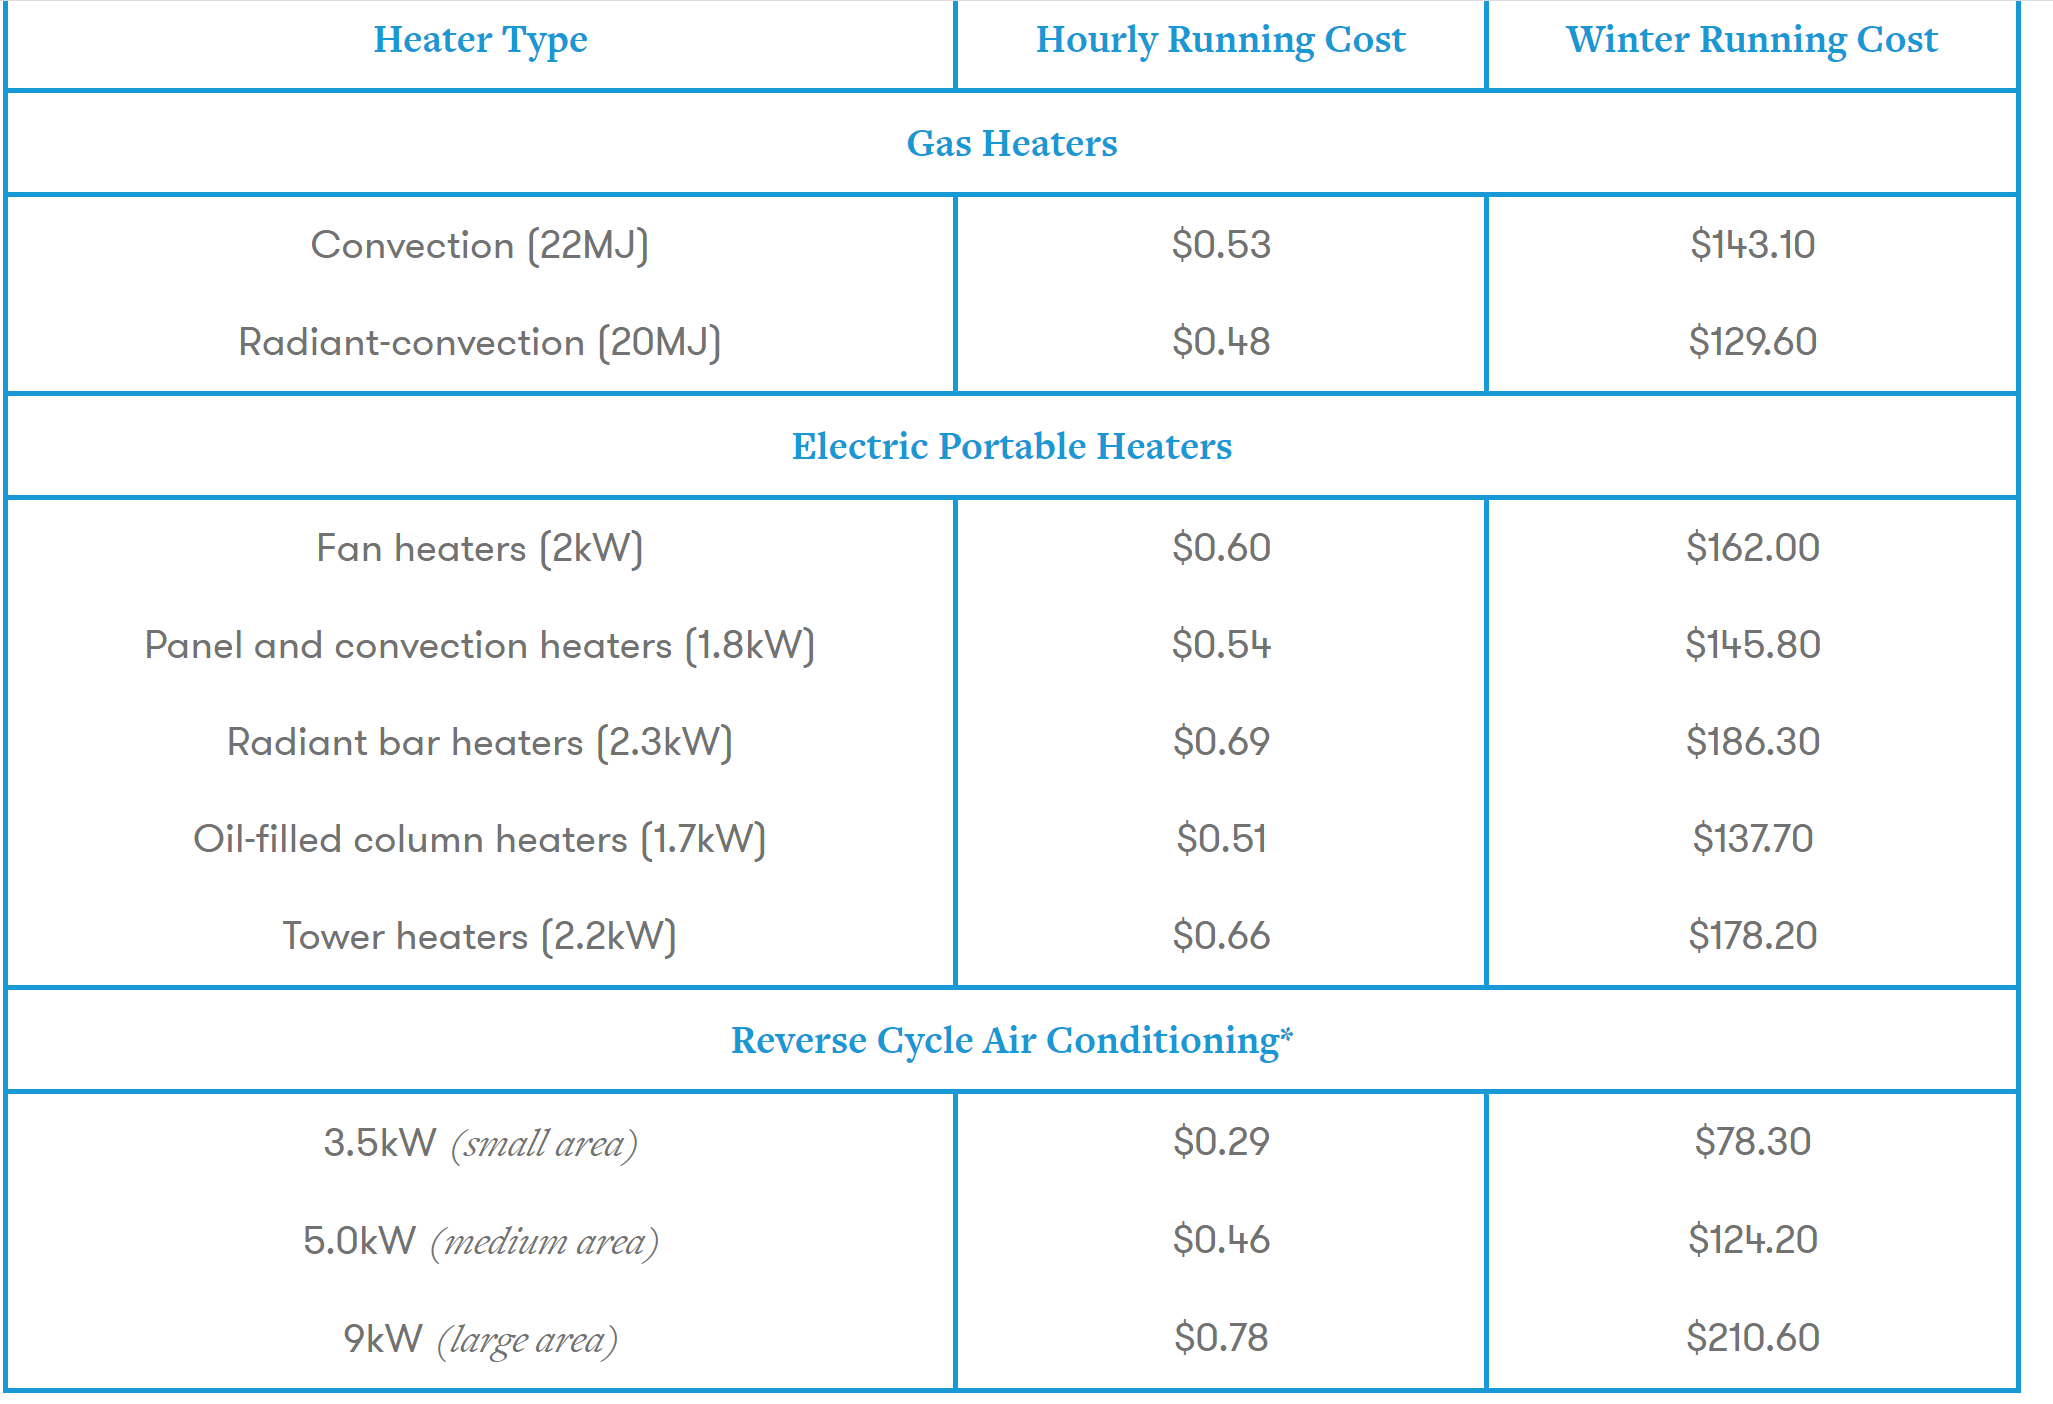 Heater Type Hourly Running Cost Winter Running Cost
Gas Heaters
Convection (22MJ) $0.53 $143.10
Radiant-convection (20MJ) $0.48 $129.60
Electric Portable Heaters
Fan heaters (2kW) $0.60 $162.00
Panel and convection heaters (1.8kW) $0.54 $145.80
Radiant bar heaters (2.3kW) $0.69 $186.30
Oil-filled column heaters (1.7kW) $0.51 $137.70
Tower heaters (2.2kW) $0.66 $178.20
Reverse Cycle Air Conditioning*
3.5kW (small area) $0.29 $78.30
5.0kW (medium area) $0.46 $124.20
9kW (large area) $0.78 $210.60